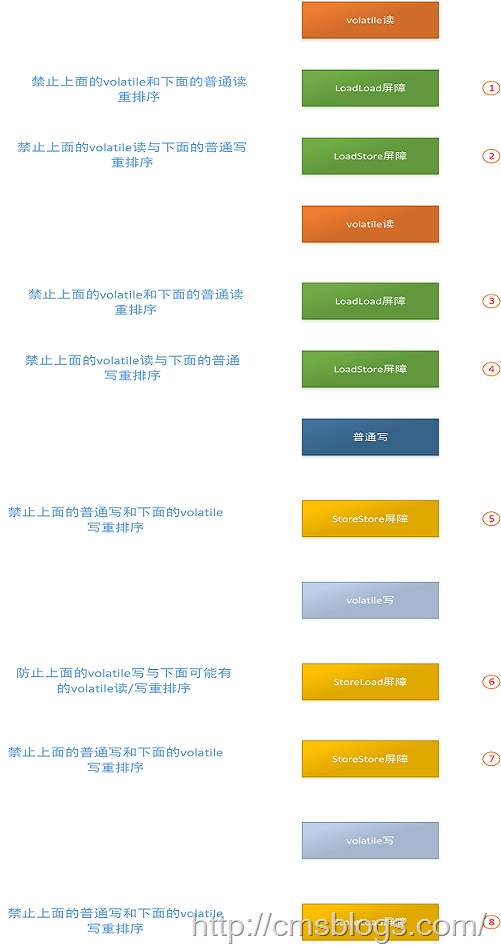 volatile读
禁止上面的volatile和下面的普通读
重排序
LoadLoad屏障
1
禁止上面的volatile读与下面的普通写
重排序
LoadStore屏障
2
volatile读
禁止上面的volatile和下面的普通读
重排序
LoadLoad屏障
3
禁止上面的volatile读与下面的普通
写重排序
LoadStore屏障
4
普通写
禁止上面的普通写和下面的volatile
写重排序
StoreStore屏障
5
volatile写
防止上面的volatile写与下面可能有
的volatile读/写重排序
StoreLoad屏障
6
禁止上面的普通写和下面的volatile
写重排序
StoreStore屏障
7
volatile写
禁止上面的普通写和下面的volatile
写重排序
StoreLoad屏障
8
http://cmsblogs.com/